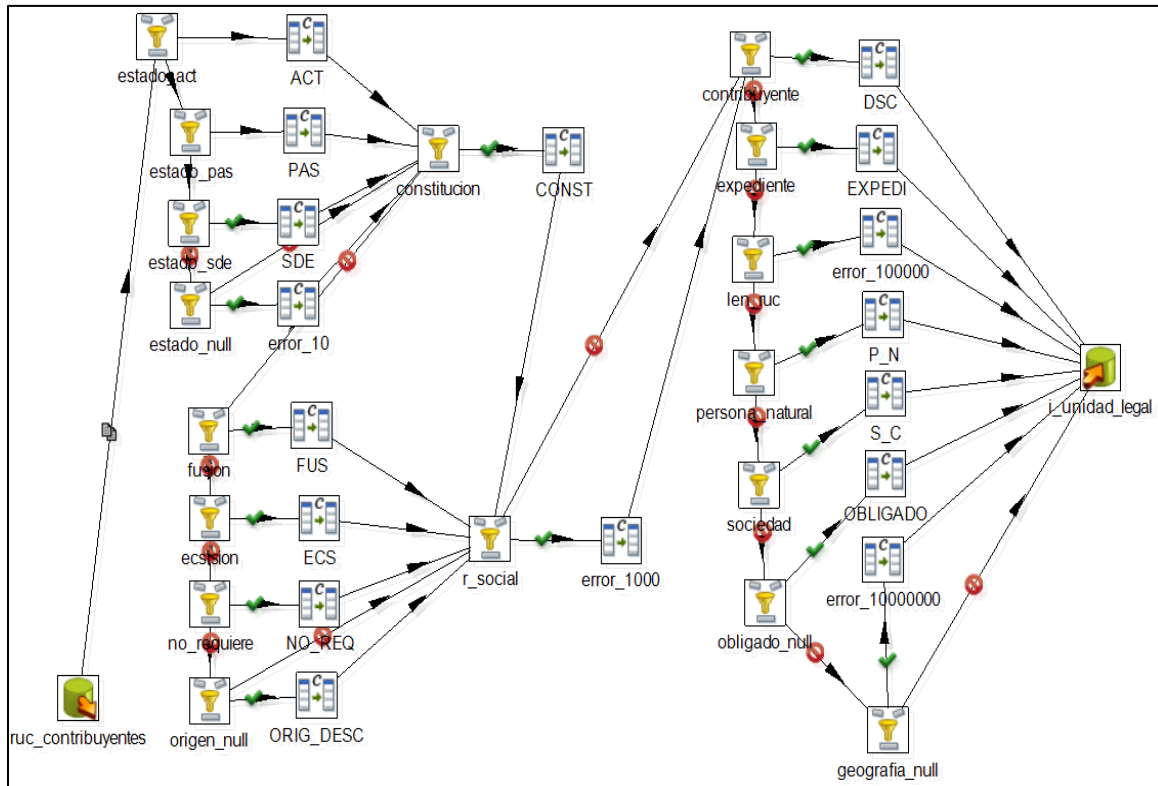 estado_act
ACT
estado_pas
PAS
constitucion
CONST
estado_sde
SDE
estado_null
error_10
fusion
FUS
ecsision
ECS
r_social
error_1000
no_requiere
NO_REQ
origen_null
ORIG_DESC
ruc_contribuyentes
contribuyente
DSC
expediente
EXPEDI
len_ruc
error_100000
persona_natural
P_N
S_C
i_unidad_legal
sociedad
OBLIGADO
obligado_null
error_10000000
geografia_null